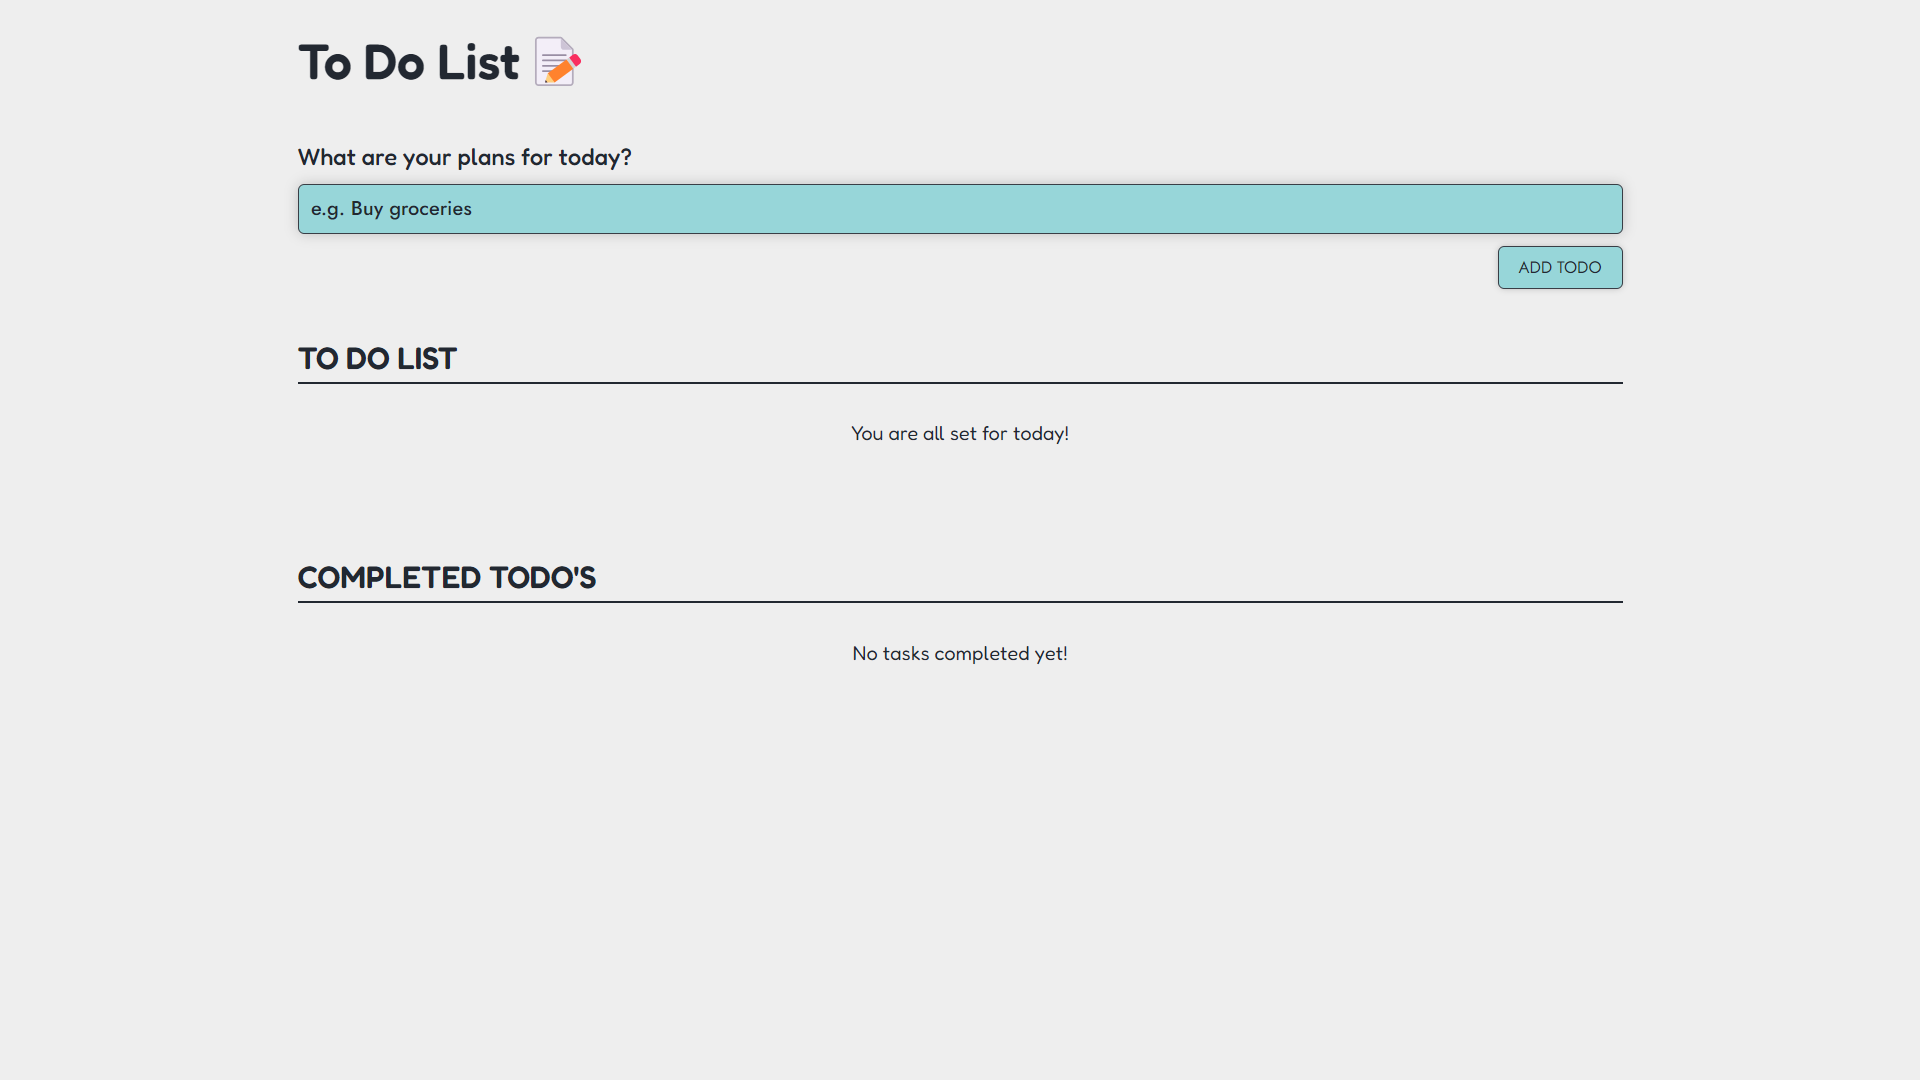 To Do List
What are your plans for today?
e.g. Buy groceries
ADD TODO
TO DO LIST
You are all set for today!
COMPLETED TODO'S
No tasks completed yet!